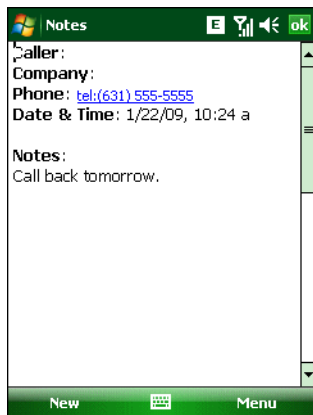 Notes E ok
Caller:
Company:
Phone: tel:(631) 555-5555
Date & Time: 1/22/09, 10:24 a
Notes:
Call back tomorrow.
New Menu